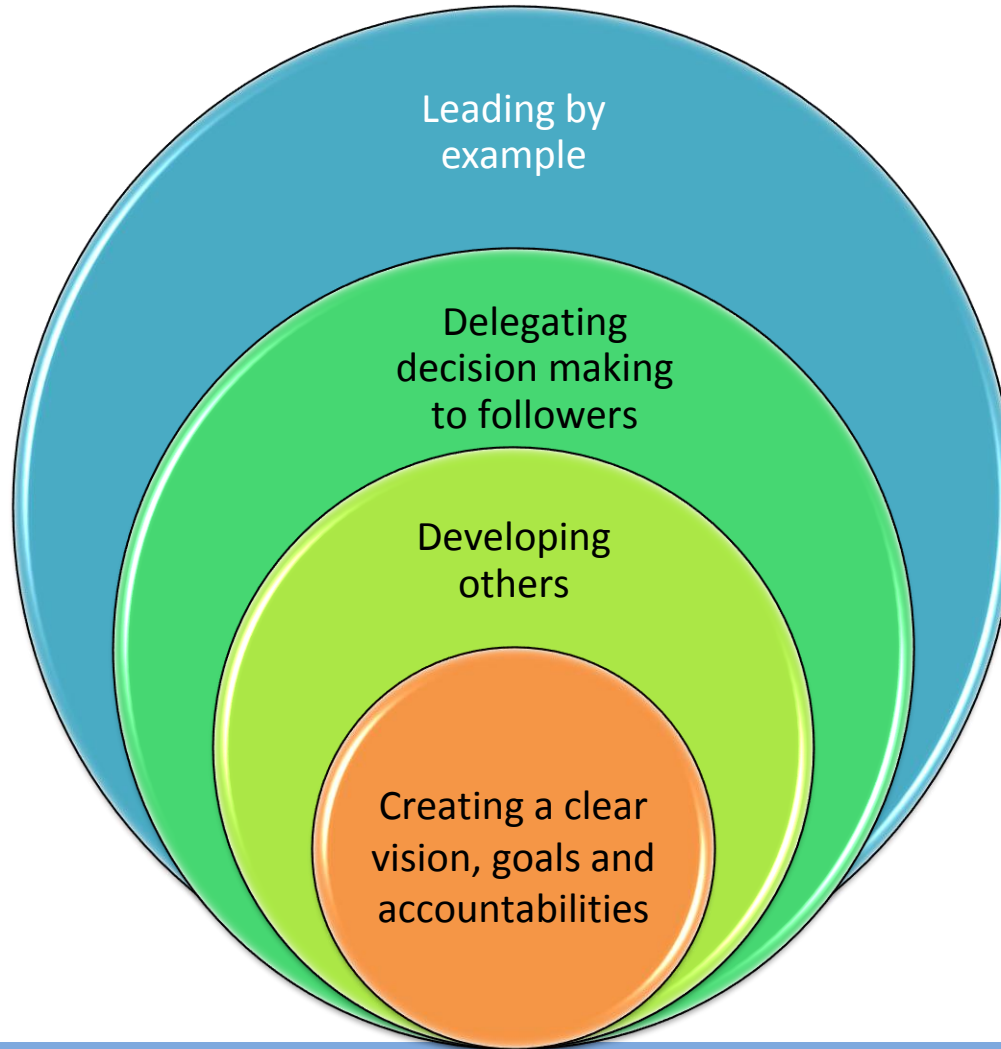 Leading by
example
Delegating
decision making
to followers
Developing
others
Creating a clear
vision, goals and
accountabilities